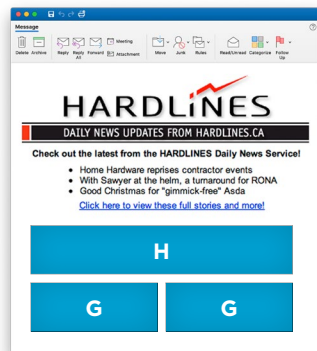 Message
Delete Archive Reply Reply All Forward Meeting Attachment Move Junk Rules Read/Unread Categorize Follow Up
HARDLINES
DAILY NEWS UPDATES FROM HARDLINES.CA
Check out the latest from the HARDLINES Daily News Service!
• Home Hardware reprises contractor events
• With Sawyer at the helm, a turnaround for RONA
• Good Christmas for "gimmick-free" Asda
Click here to view these full stories and more!
H
G G